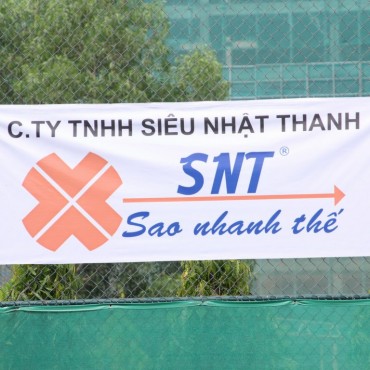 C.TY TNHH SIÊU NHẬT THANH
SNT®
Sao nhanh thế